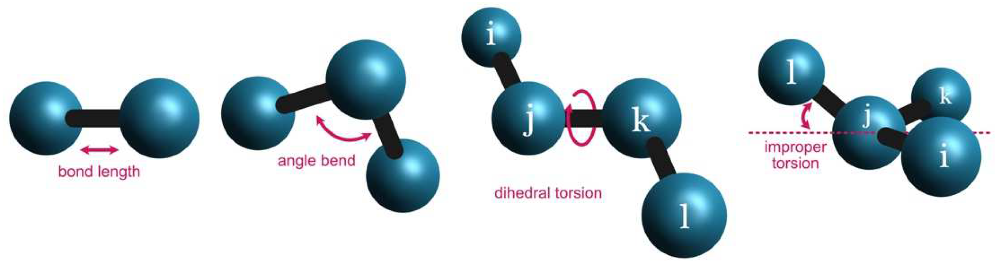 bond length
angle bend
i
j
k
l
dihedral torsion
l
j
k
i
improper
torsion